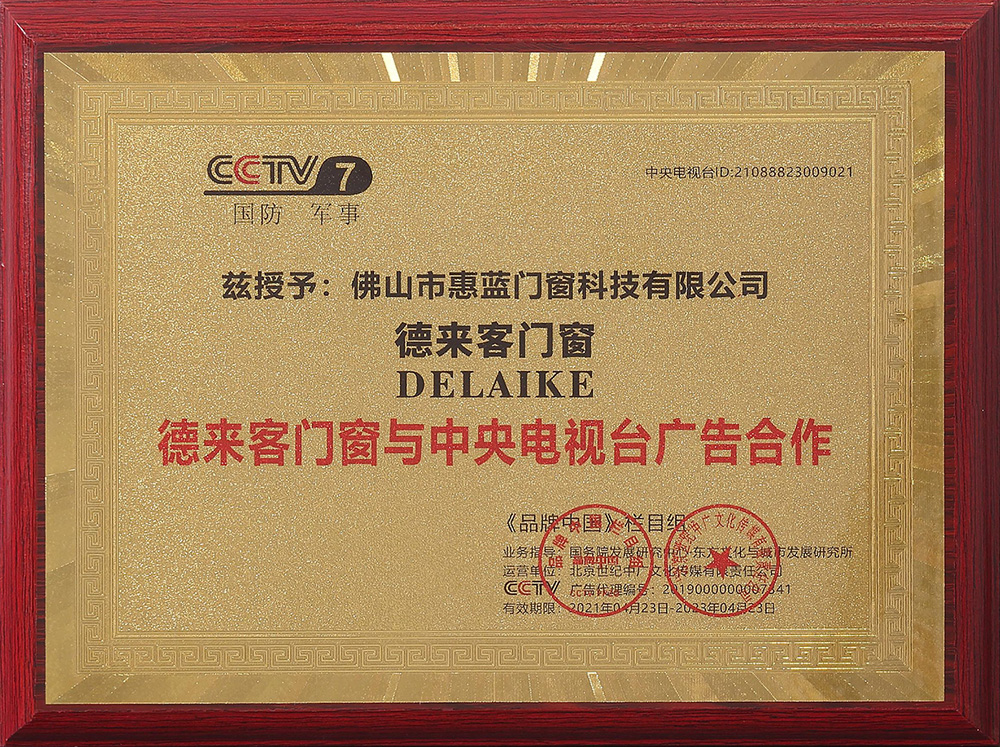 CCTV 7
国防 军事
中央电视台ID:21088823009021
兹授予：佛山市惠蓝门窗科技有限公司
德来客门窗
DELAIKE
德来客门窗与中央电视台广告合作
《品牌中国》栏目组
业务指导：国务院发展研究中心·东方文化与城市发展研究所
运营单位：北京世纪中广文化传媒有限责任公司
CCTV 广告代理编号：2019000000007841
有效期限：2021年04月23日-2023年04月23日